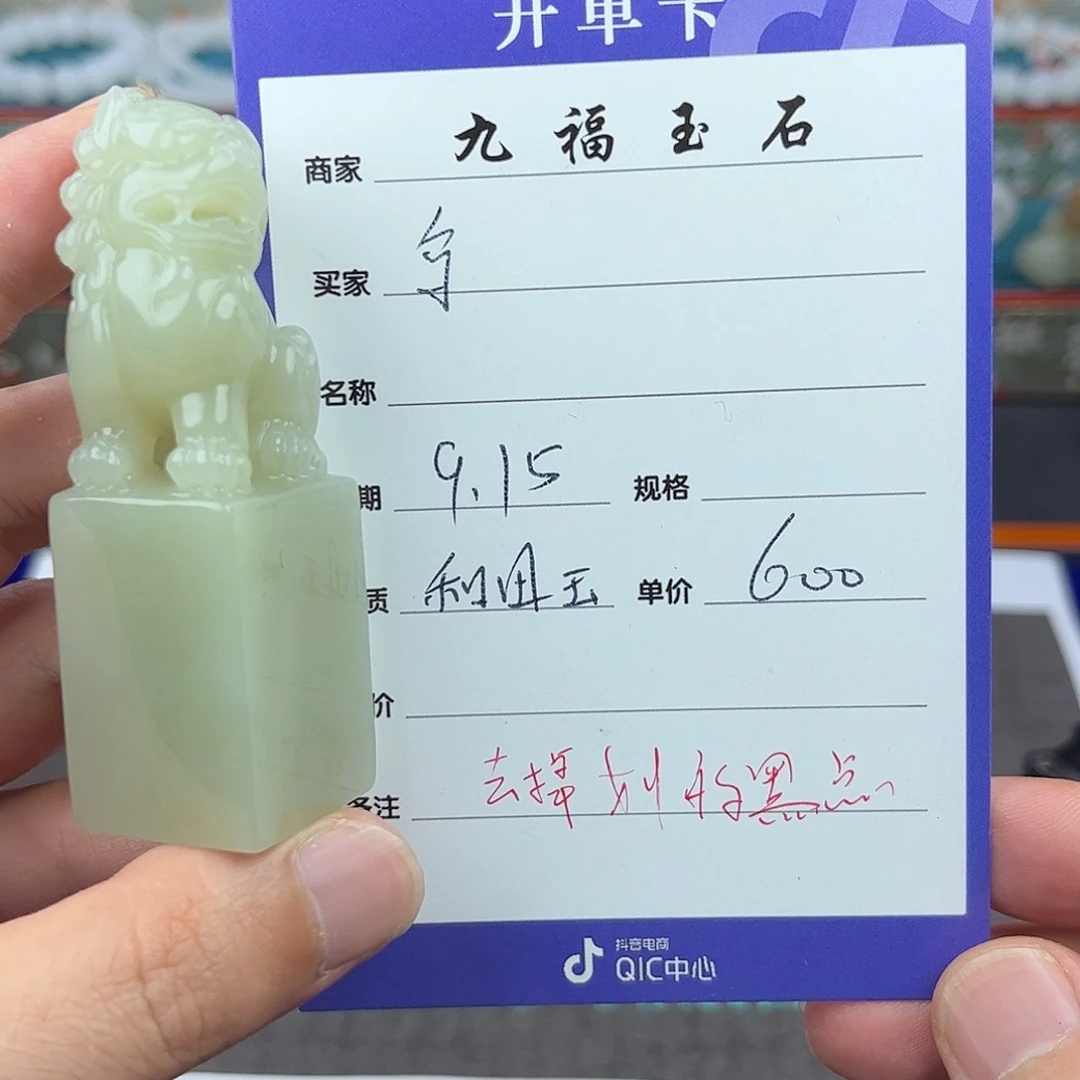 开单卡
商家 九福玉石
买家
名称
期 9.15 规格
质 和田玉 单价 600
价
备注 去掉 划 黑点
抖音电商
QIC中心